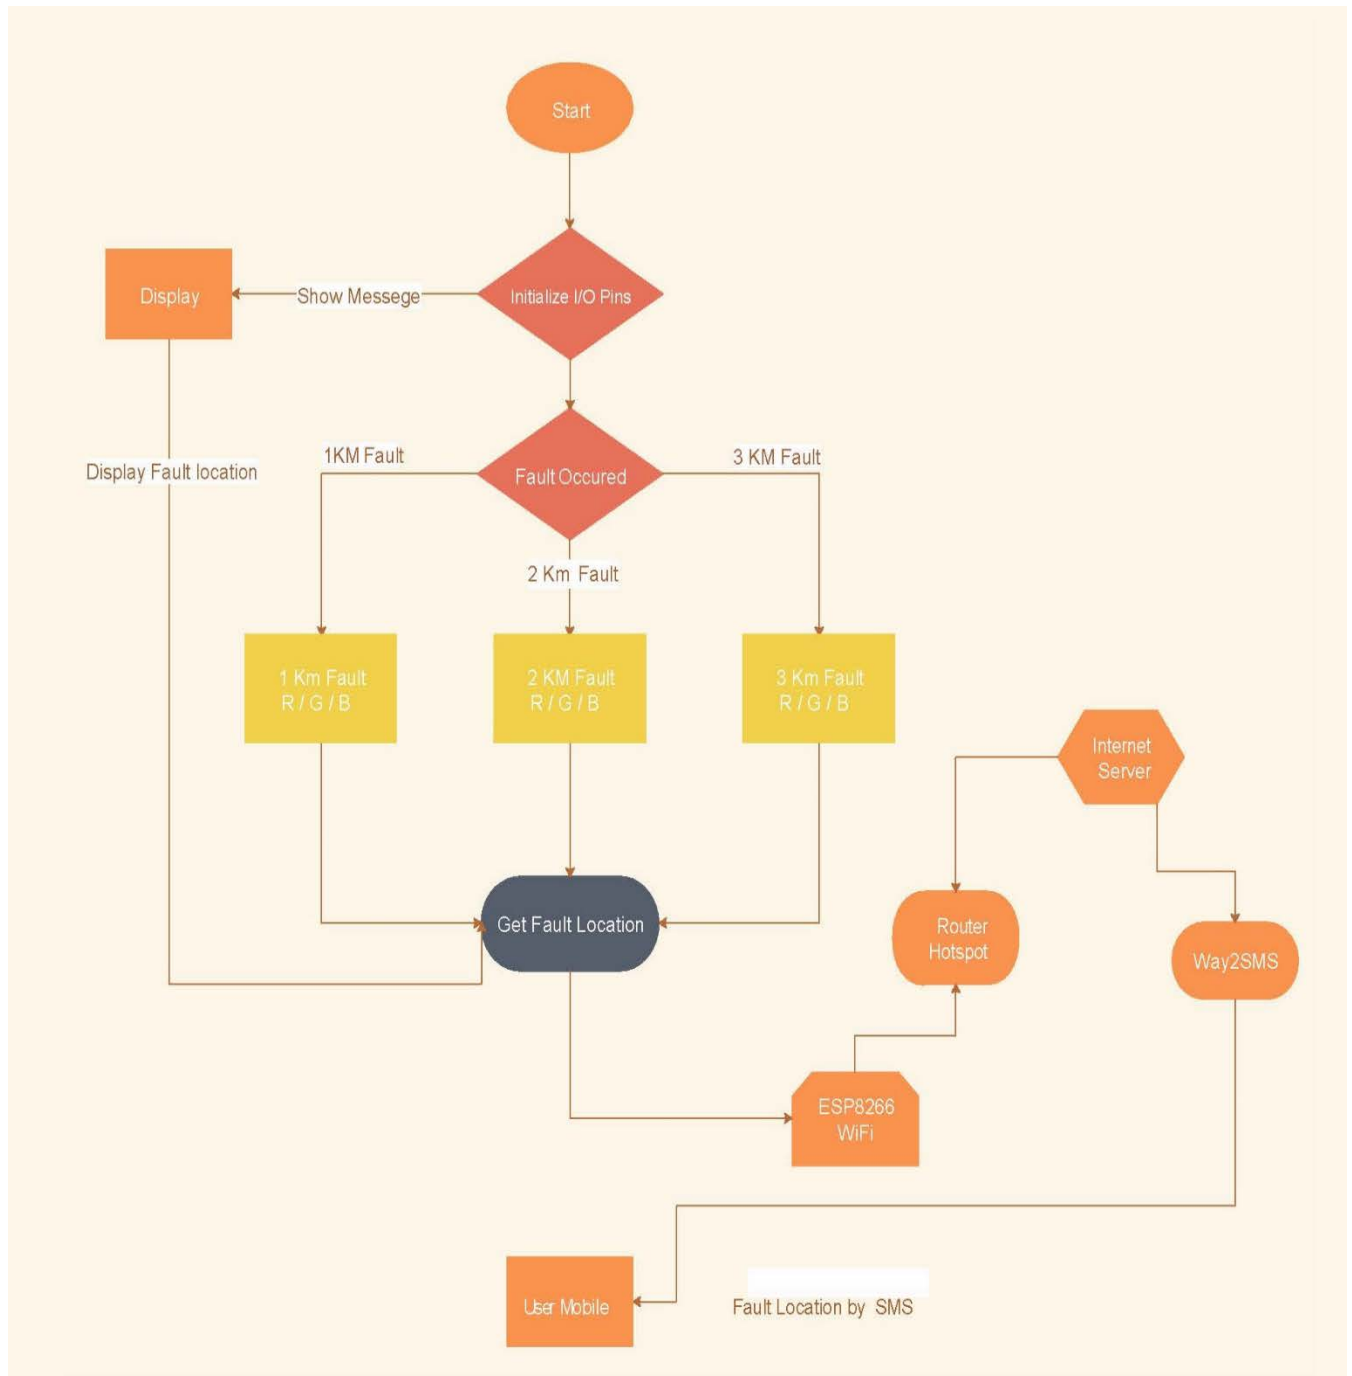 Start
Initialize I/O Pins
Show Messege
Display
Display Fault location
1KM Fault
Fault Occured
3 KM Fault
2 Km Fault
1 Km Fault
R / G / B
2 KM Fault
R / G / B
3 Km Fault
R / G / B
Internet
Server
Get Fault Location
Router
Hotspot
Way2SMS
ESP8266
WiFi
User Mobile
Fault Location by SMS